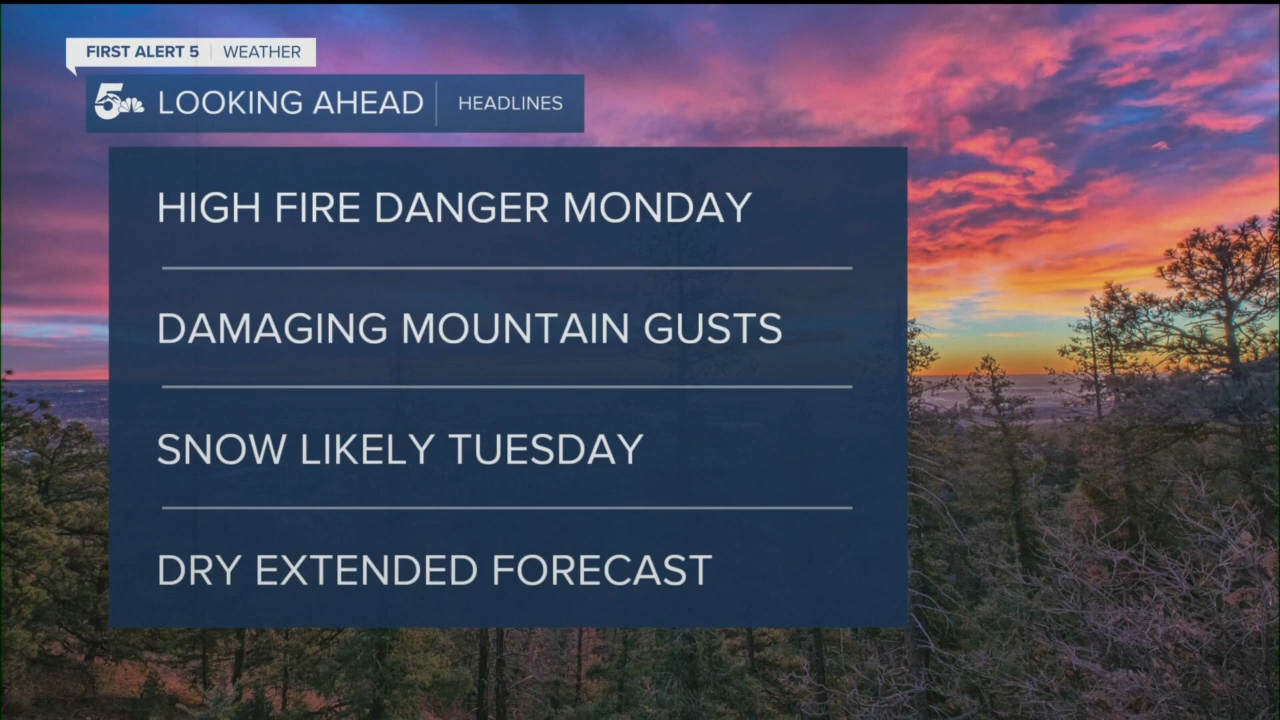 FIRST ALERT 5 | WEATHER
5 LOOKING AHEAD | HEADLINES
HIGH FIRE DANGER MONDAY
DAMAGING MOUNTAIN GUSTS
SNOW LIKELY TUESDAY
DRY EXTENDED FORECAST